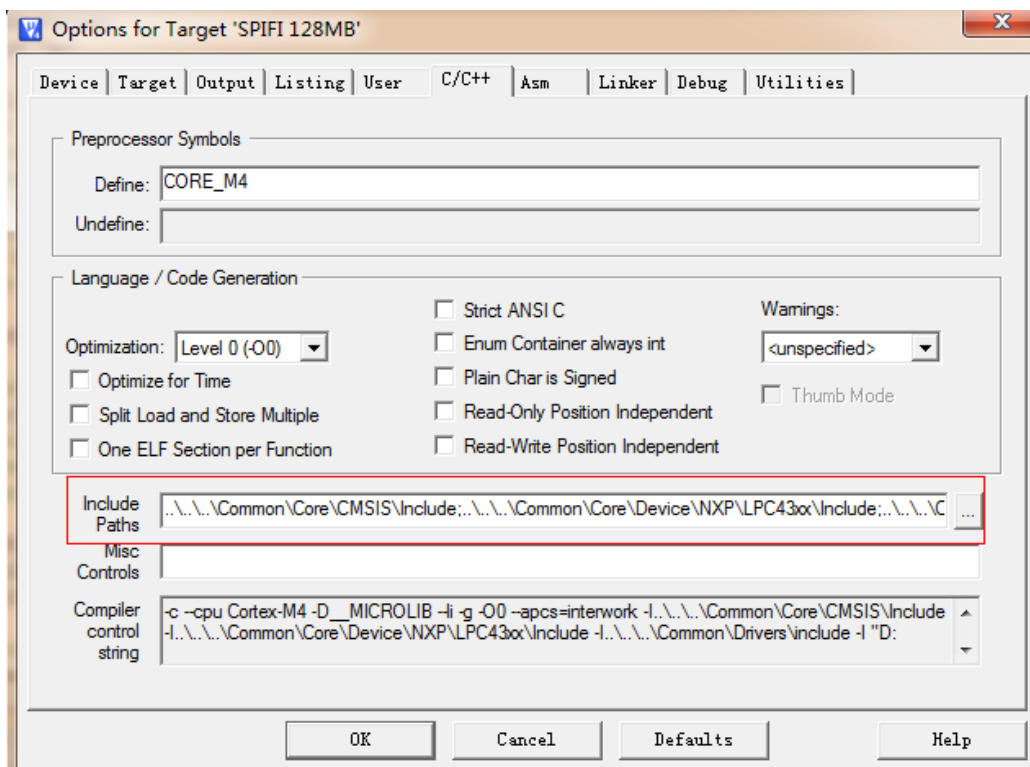 Options for Target 'SPIFI 128MB'
Device Target Output Listing User C/C++ Asm Linker Debug Utilities
Preprocessor Symbols
Define: CORE_M4
Undefine:
Language / Code Generation
Strict ANSI C Warnings:
Optimization: Level 0 (-O0) Enum Container always int <unspecified>
Optimize for Time Plain Char is Signed Thumb Mode
Split Load and Store Multiple Read-Only Position Independent
One ELF Section per Function Read-Write Position Independent
Include Paths ..\..\..\Common\Core\CMSIS\Include;..\..\..\Common\Core\Device\NXP\LPC43xx\Include;..\..\..\C ...
Misc Controls
Compiler control string -c --cpu Cortex-M4 -D__MICROLIB --li -g -O0 --apcs=interwork -I..\..\..\Common\Core\CMSIS\Include
-I..\..\..\Common\Core\Device\NXP\LPC43xx\Include -I..\..\..\Common\Drivers\include -I "D:
OK Cancel Defaults Help